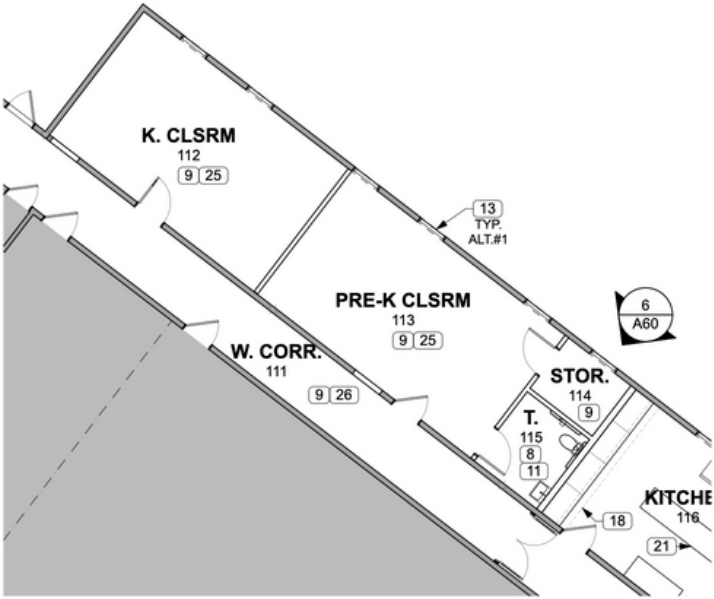 K. CLSRM
112
9 25
13
TYP.
ALT.#1
PRE-K CLSRM
113
9 25
6
A60
W. CORR.
111
9 26
STOR.
114
9
T.
115
8
11
KITCHE
116
18
21